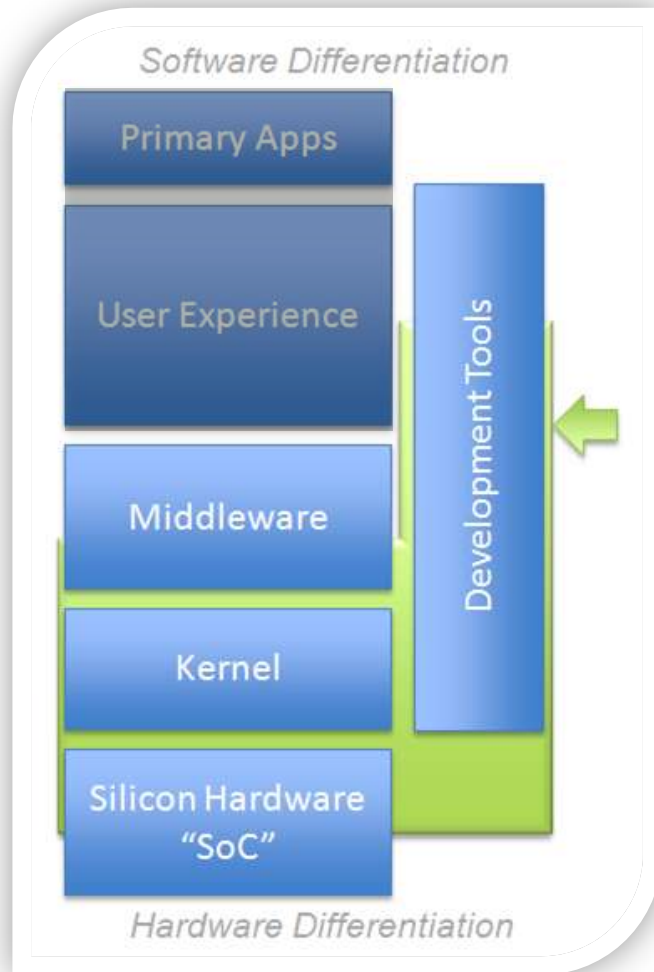 Software Differentiation
Primary Apps
User Experience
Development Tools
Middleware
Kernel
Silicon Hardware
“SoC”
Hardware Differentiation